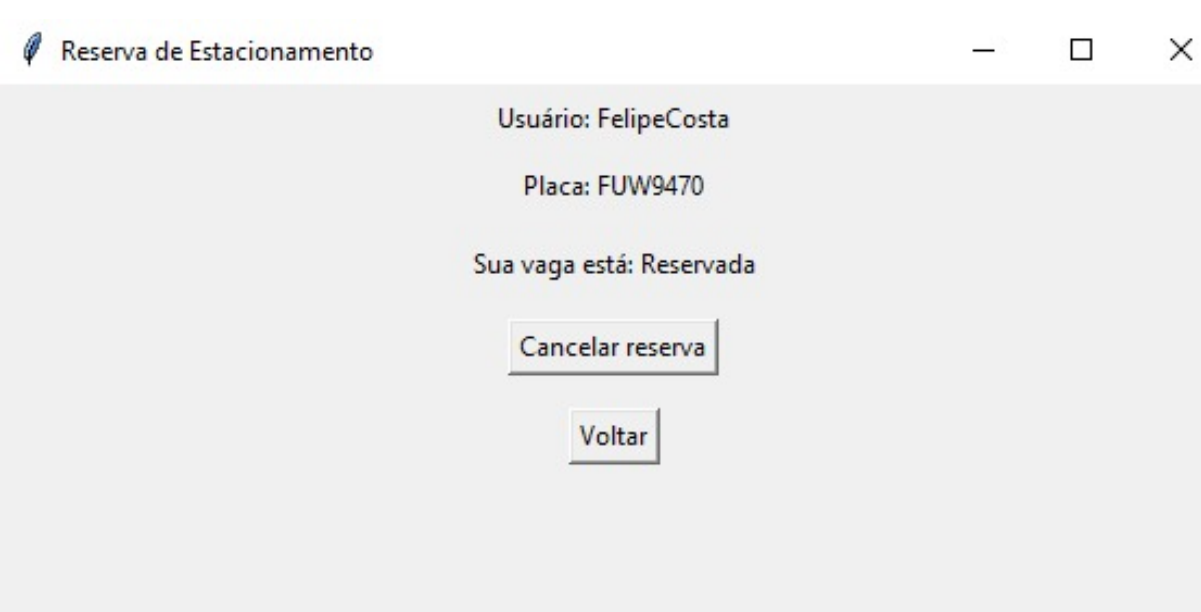 Reserva de Estacionamento
Usuário: FelipeCosta
Placa: FUW9470
Sua vaga está: Reservada
Cancelar reserva
Voltar